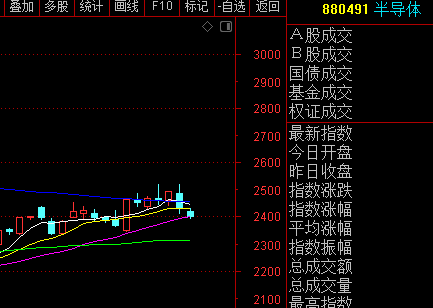 叠加 多股 统计 画线 F10 标记 -自选 返回
880491 半导体
3000
2900
2800
2700
2600
2500
2400
2300
2200
2100
Ａ股成交
Ｂ股成交
国债成交
基金成交
权证成交
最新指数
今日开盘
昨日收盘
指数涨跌
指数涨幅
平均涨幅
指数振幅
总成交额
总成交量
最高指数